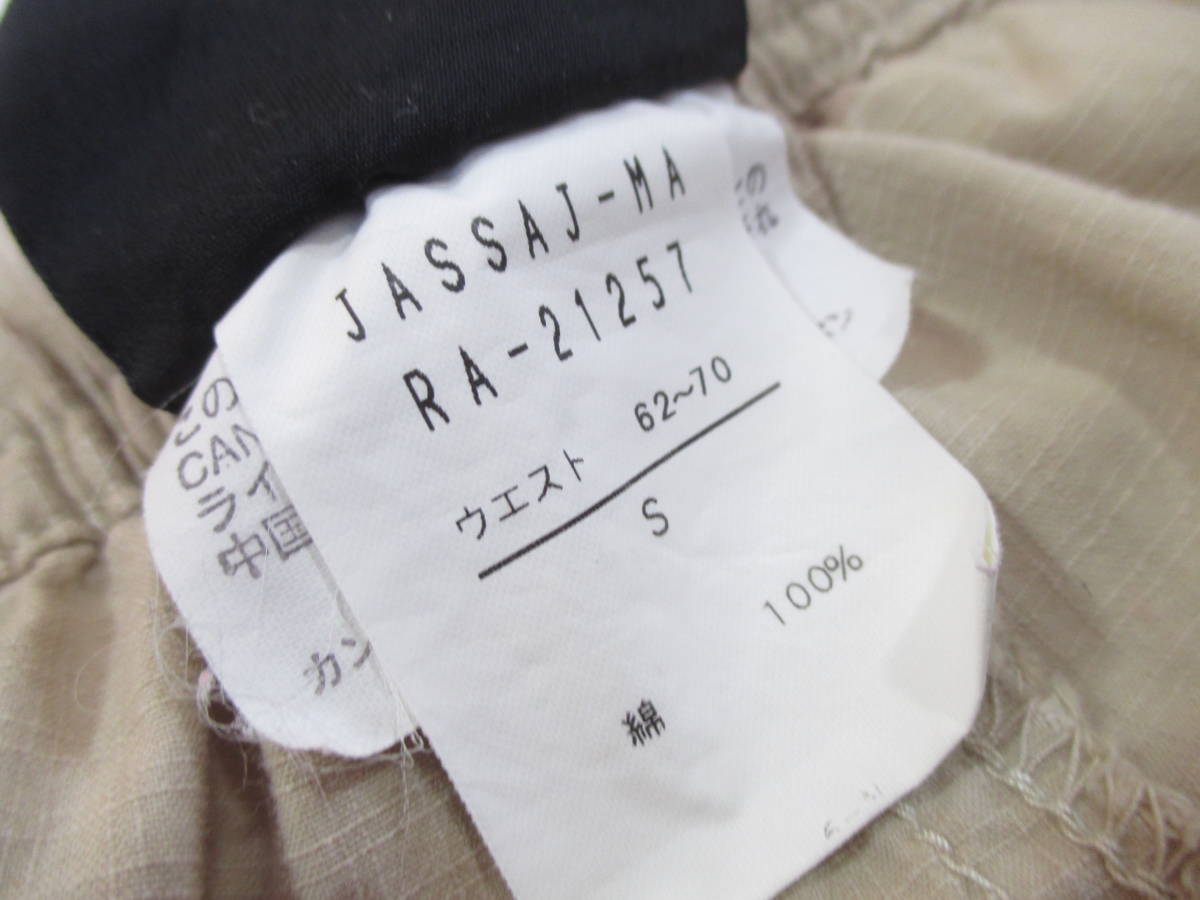 JASSAJ-MA
RA-21257
ウエスト 62~70
S
100%
綿
この
CAN
ライ
中国
カン